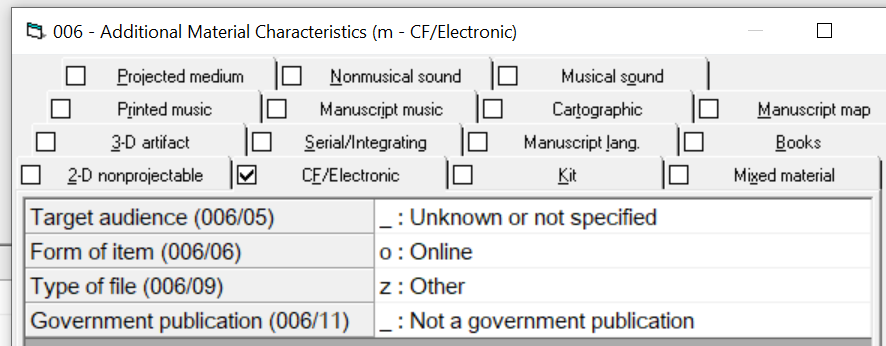 006 - Additional Material Characteristics (m - CF/Electronic)
Projected medium Nonmusical sound Musical sound
Printed music Manuscript music Cartographic Manuscript map
3-D artifact Serial/Integrating Manuscript lang. Books
2-D nonprojectable CF/Electronic Kit Mixed material
Target audience (006/05) _ : Unknown or not specified
Form of item (006/06) o : Online
Type of file (006/09) z : Other
Government publication (006/11) _ : Not a government publication